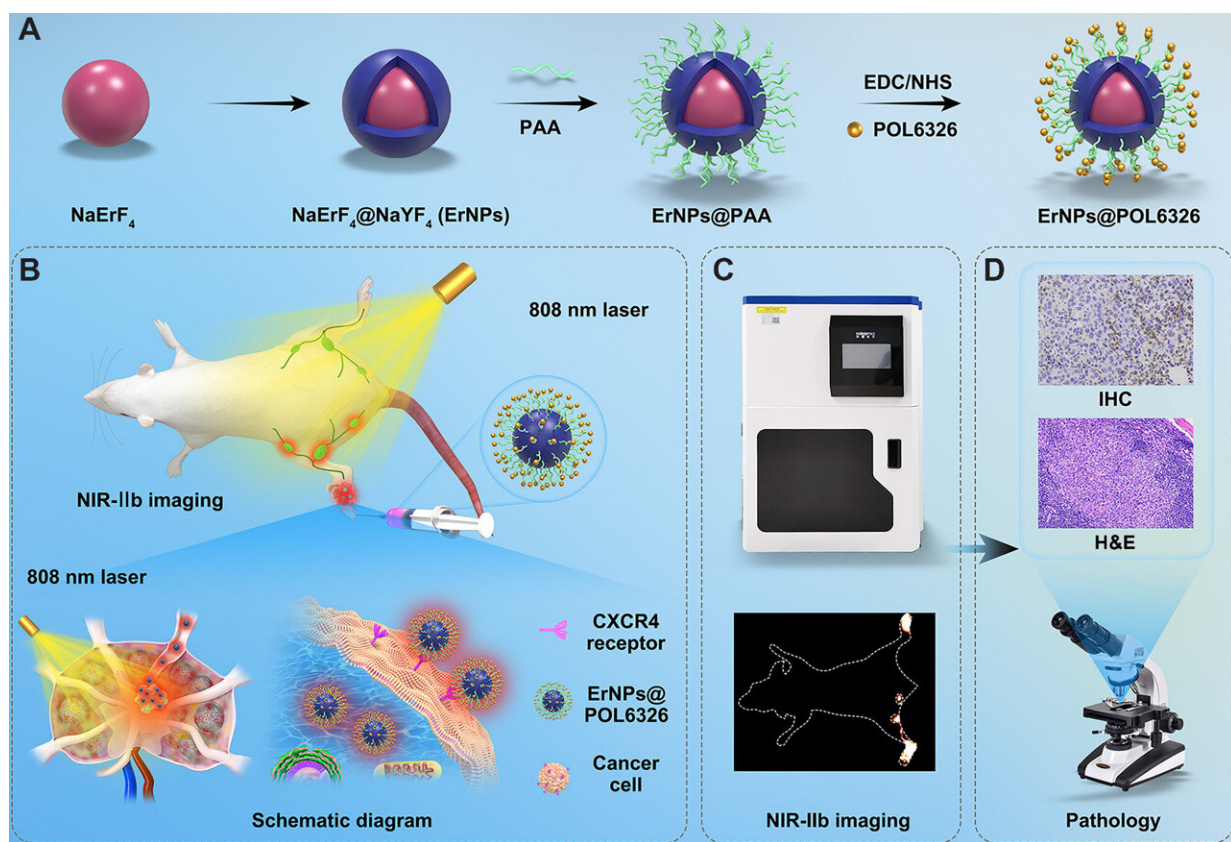 A
EDC/NHS
PAA
POL6326
NaErF₄
NaErF₄@NaYF₄ (ErNPs)
ErNPs@PAA
ErNPs@POL6326
B
808 nm laser
NIR-IIb imaging
808 nm laser
CXCR4
receptor
ErNPs@
POL6326
Cancer
cell
Schematic diagram
C
NIR-IIb imaging
D
IHC
H&E
Pathology